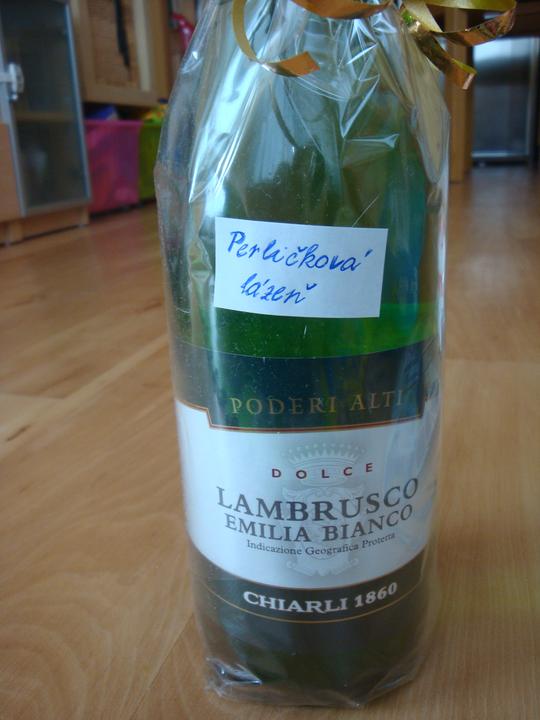 Perličková
lázeň
PODERI ALTI
DOLCE
LAMBRUSCO
EMILIA BIANCO
Indicazione Geografica Protetta
CHIARLI 1860